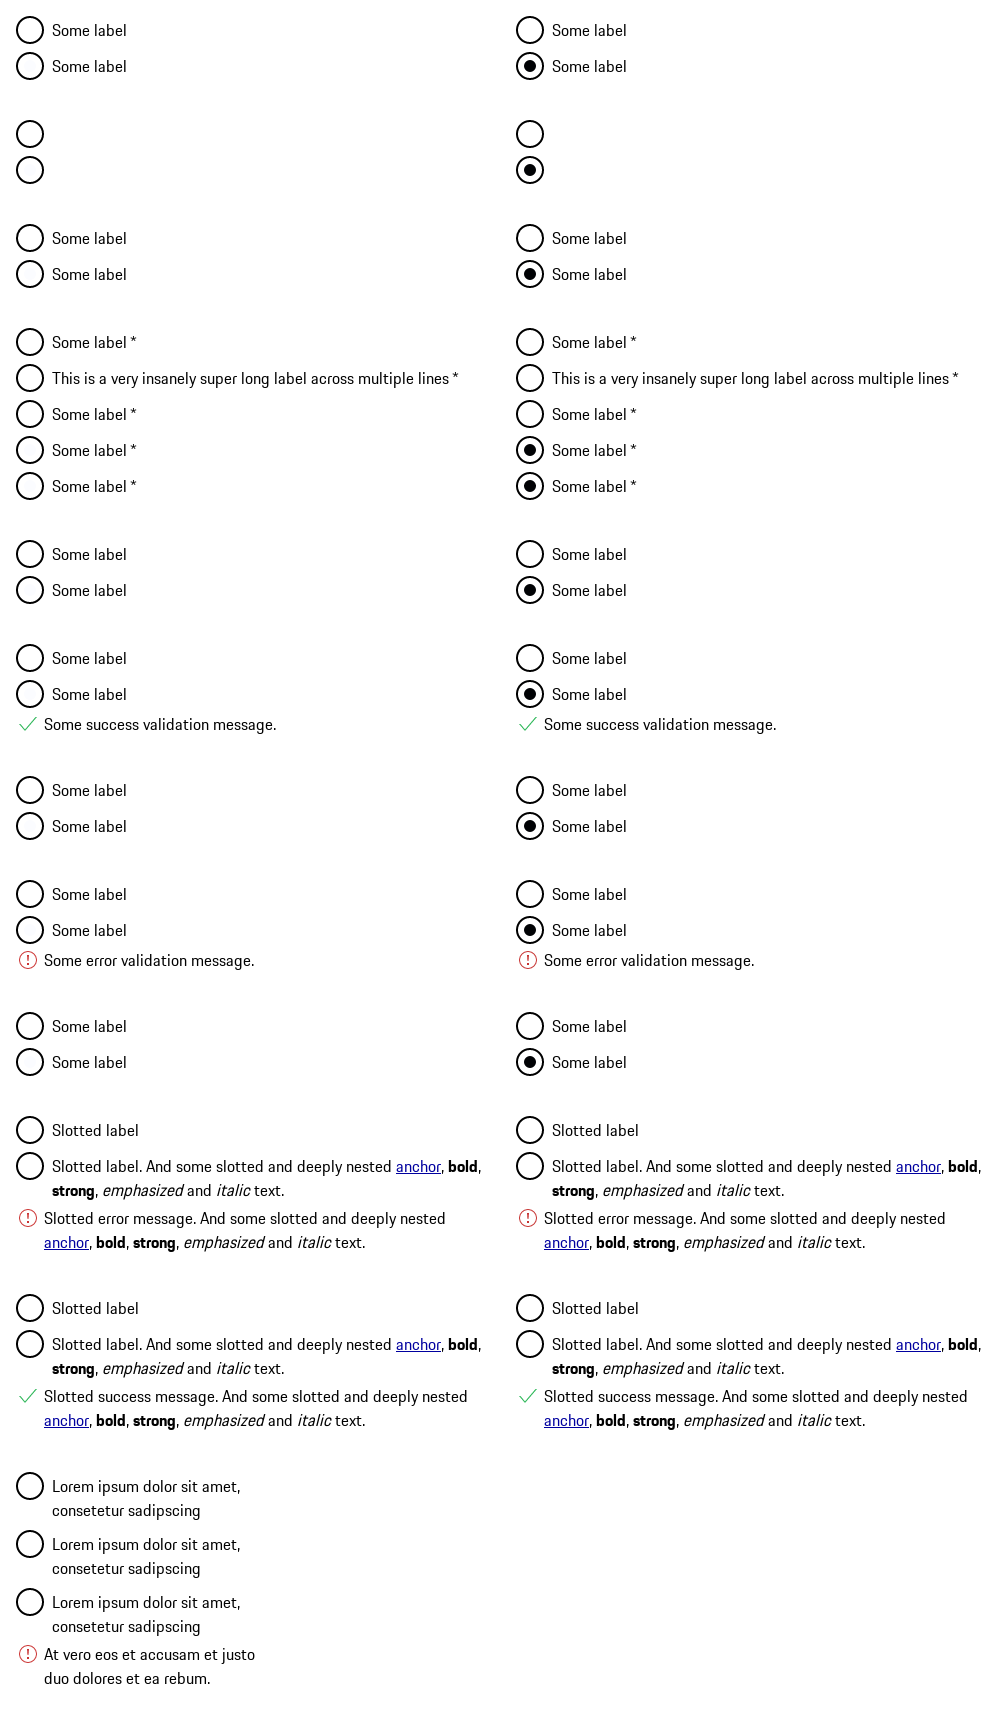 Some label
Some label
Some label
Some label
Some label
Some label
Some label *
This is a very insanely super long label across multiple lines *
Some label *
Some label *
Some label *
Some label
Some label
Some label
Some label
Some success validation message.
Some label
Some label
Some label
Some label
Some error validation message.
Some label
Some label
Slotted label
Slotted label. And some slotted and deeply nested anchor, bold,
strong, emphasized and italic text.
Slotted error message. And some slotted and deeply nested
anchor, bold, strong, emphasized and italic text.
Slotted label
Slotted label. And some slotted and deeply nested anchor, bold,
strong, emphasized and italic text.
Slotted success message. And some slotted and deeply nested
anchor, bold, strong, emphasized and italic text.
Lorem ipsum dolor sit amet,
consetetur sadipscing
Lorem ipsum dolor sit amet,
consetetur sadipscing
Lorem ipsum dolor sit amet,
consetetur sadipscing
At vero eos et accusam et justo
duo dolores et ea rebum.
Some label
Some label
Some label
Some label
Some label *
This is a very insanely super long label across multiple lines *
Some label *
Some label *
Some label *
Some label
Some label
Some label
Some label
Some success validation message.
Some label
Some label
Some label
Some label
Some error validation message.
Some label
Some label
Slotted label
Slotted label. And some slotted and deeply nested anchor, bold,
strong, emphasized and italic text.
Slotted error message. And some slotted and deeply nested
anchor, bold, strong, emphasized and italic text.
Slotted label
Slotted label. And some slotted and deeply nested anchor, bold,
strong, emphasized and italic text.
Slotted success message. And some slotted and deeply nested
anchor, bold, strong, emphasized and italic text.